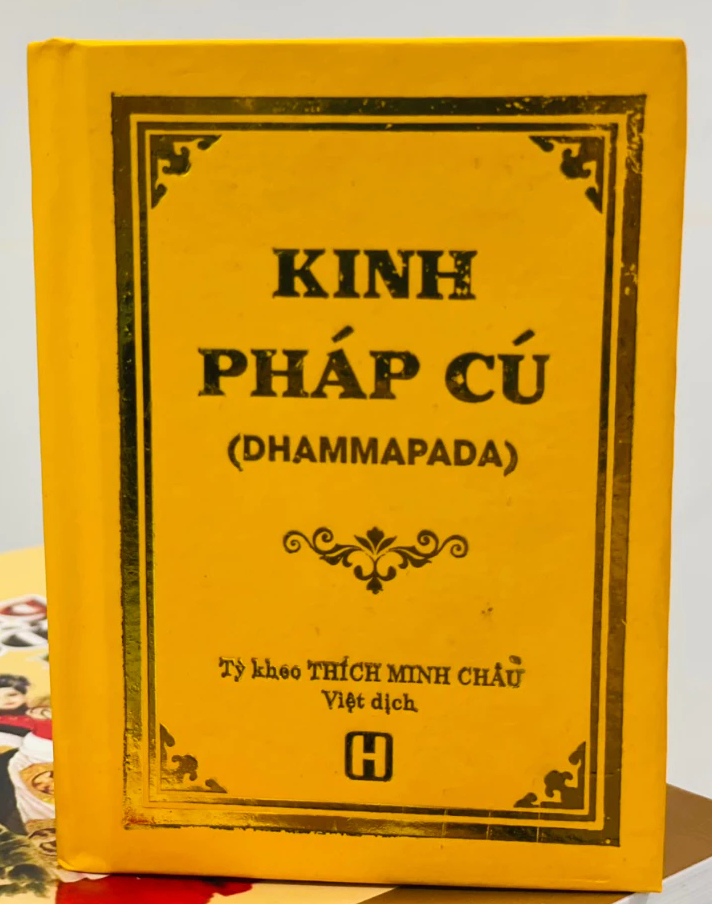 KINH
PHÁP CÚ
(DHAMMAPADA)
Tỳ kheo THÍCH MINH CHÂU
Việt dịch
H